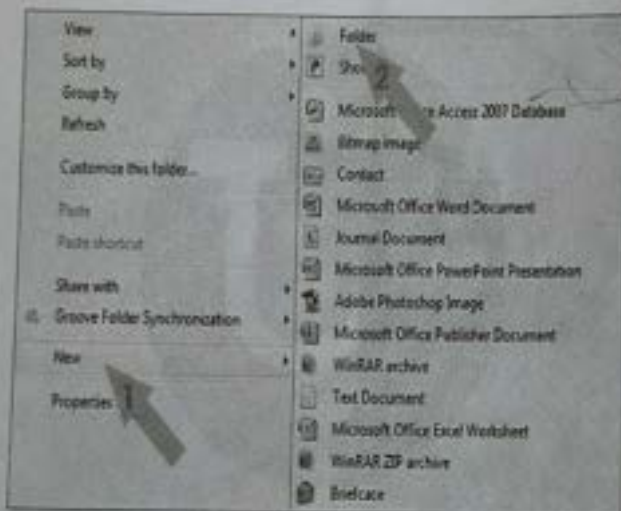 View
Sort by
Group by
Refresh
Customize this folder...
Paste
Paste shortcut
Share with
Groove Folder Synchronization
New
Properties
1
Folder
2
Microsoft Access 2007 Database
Bitmap image
Contact
Microsoft Office Word Document
Journal Document
Microsoft Office PowerPoint Presentation
Adobe Photoshop Image
Microsoft Office Publisher Document
WinRAR archive
Text Document
Microsoft Office Excel Worksheet
WinRAR ZIP archive
Briefcase